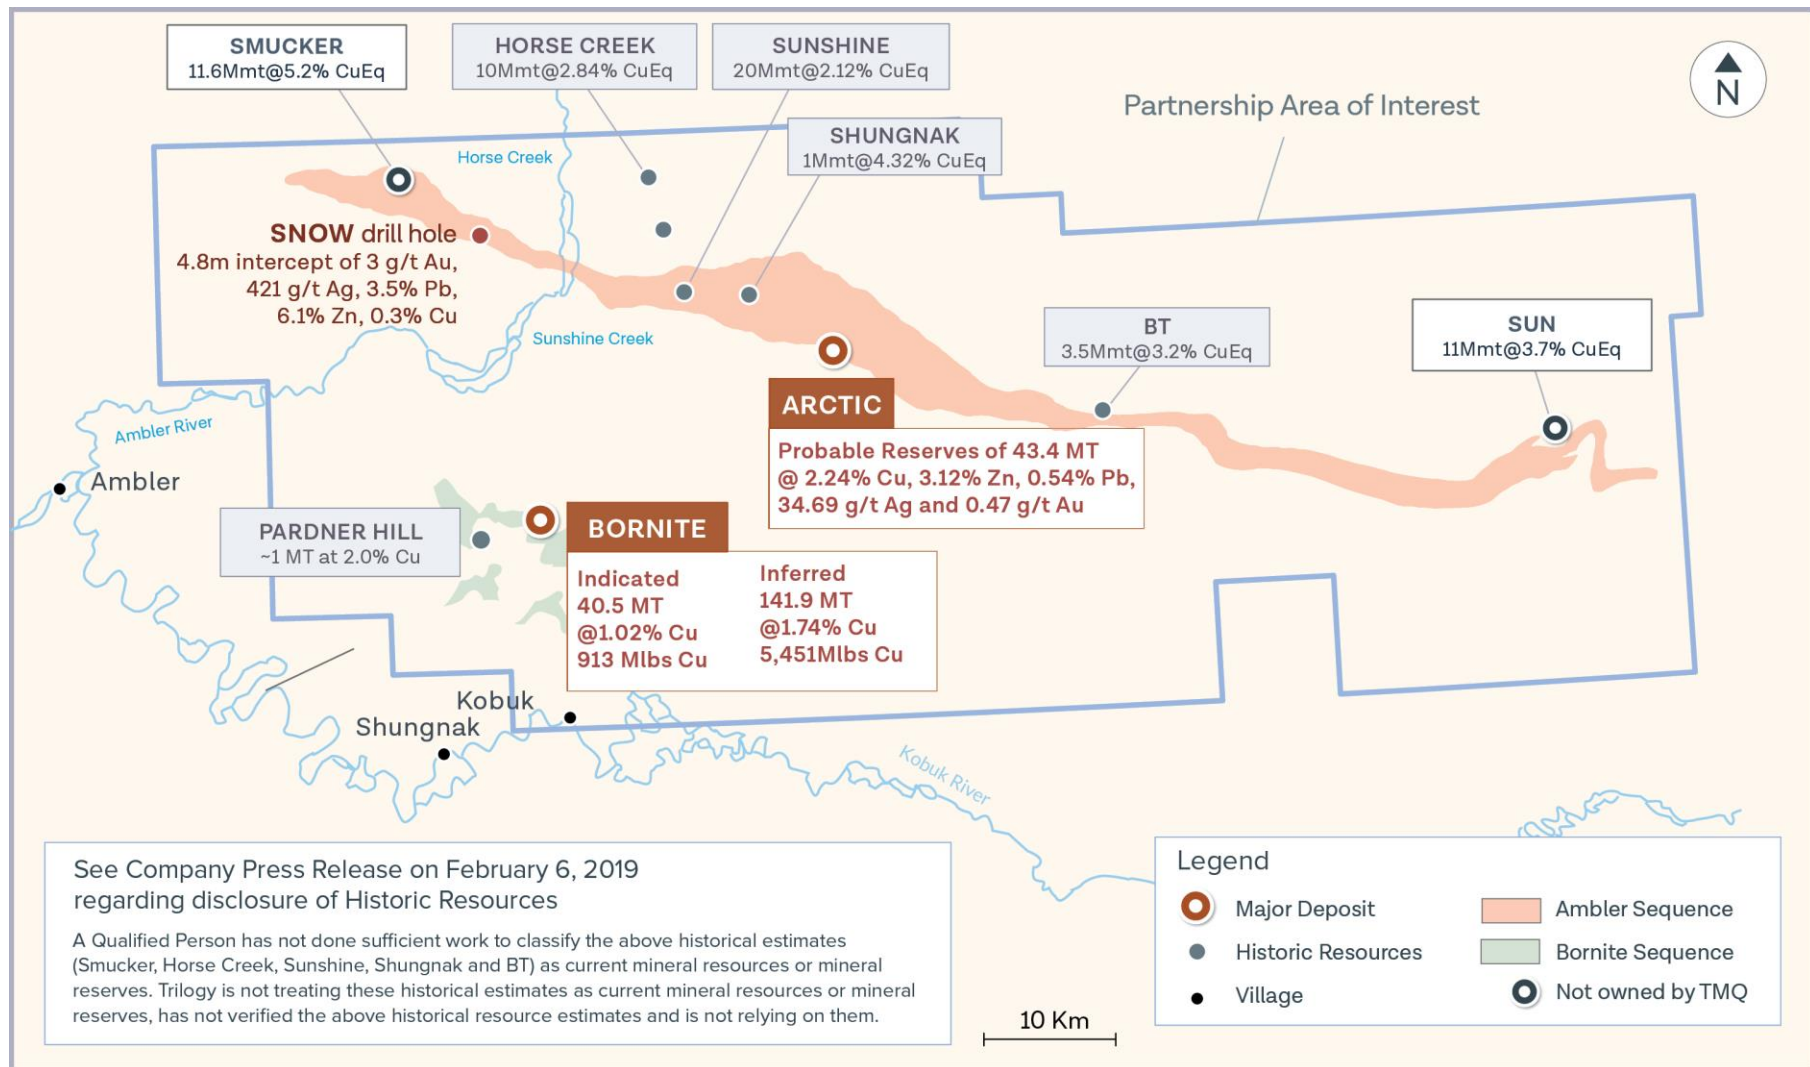 SMUCKER
11.6Mmt@5.2% CuEq
HORSE CREEK
10Mmt@2.84% CuEq
SUNSHINE
20Mmt@2.12% CuEq
SHUNGNAK
1Mmt@4.32% CuEq
Partnership Area of Interest
N
Horse Creek
SNOW drill hole
4.8m intercept of 3 g/t Au,
421 g/t Ag, 3.5% Pb,
6.1% Zn, 0.3% Cu
Sunshine Creek
BT
3.5Mmt@3.2% CuEq
SUN
11Mmt@3.7% CuEq
ARCTIC
Probable Reserves of 43.4 MT
@ 2.24% Cu, 3.12% Zn, 0.54% Pb,
34.69 g/t Ag and 0.47 g/t Au
Ambler River
Ambler
PARDNER HILL
~1 MT at 2.0% Cu
BORNITE
Indicated
40.5 MT
@1.02% Cu
913 Mlbs Cu
Inferred
141.9 MT
@1.74% Cu
5,451Mlbs Cu
Kobuk
Shungnak
Kobuk River
See Company Press Release on February 6, 2019
regarding disclosure of Historic Resources
A Qualified Person has not done sufficient work to classify the above historical estimates
(Smucker, Horse Creek, Sunshine, Shungnak and BT) as current mineral resources or mineral
reserves. Trilogy is not treating these historical estimates as current mineral resources or mineral
reserves, has not verified the above historical resource estimates and is not relying on them.
10 Km
Legend
Major Deposit
Historic Resources
Village
Ambler Sequence
Bornite Sequence
Not owned by TMQ